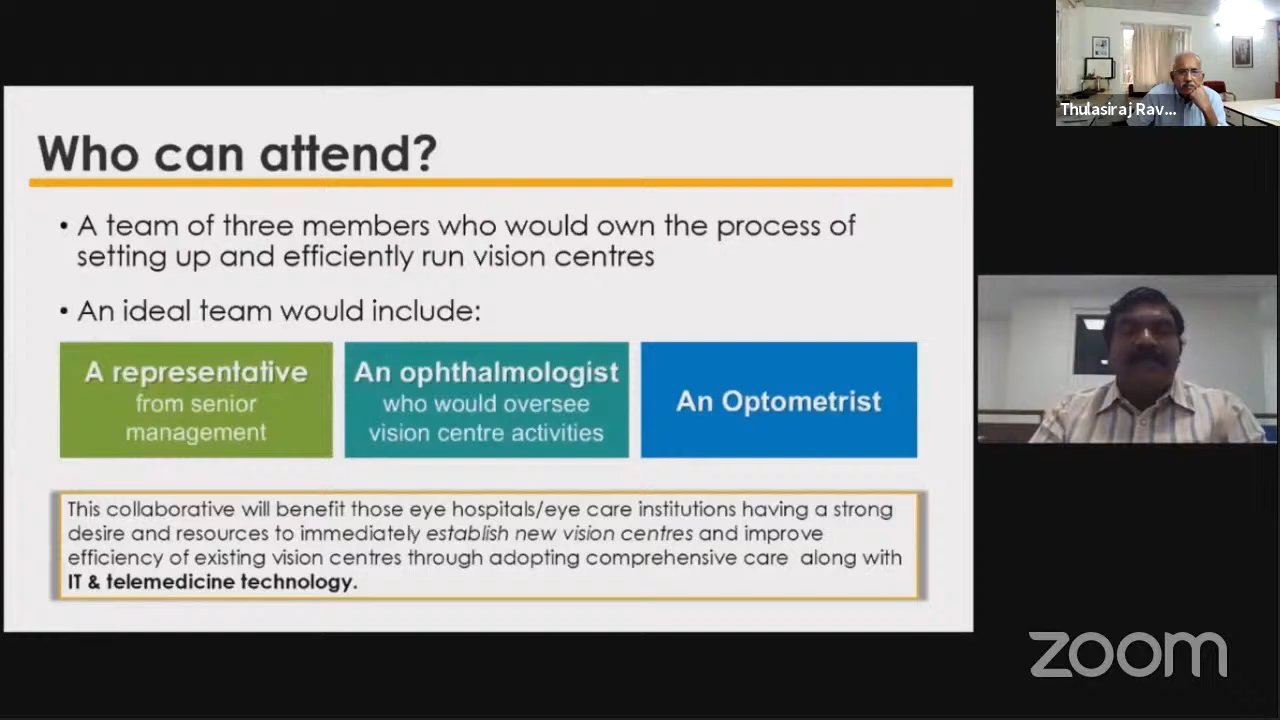 Who can attend?
• A team of three members who would own the process of
setting up and efficiently run vision centres
• An ideal team would include:
A representative
from senior
management
An ophthalmologist
who would oversee
vision centre activities
An Optometrist
This collaborative will benefit those eye hospitals/eye care institutions having a strong
desire and resources to immediately establish new vision centres and improve
efficiency of existing vision centres through adopting comprehensive care along with
IT & telemedicine technology.
Thulasiraj Rav...
zoom